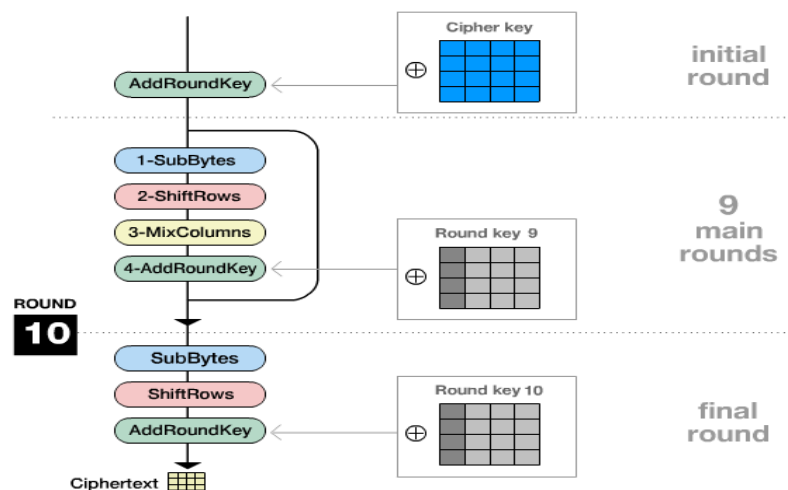 Cipher key
⊕
AddRoundKey
initial
round
1-SubBytes
2-ShiftRows
3-MixColumns
4-AddRoundKey
Round key 9
⊕
9
main
rounds
ROUND
10
SubBytes
ShiftRows
AddRoundKey
Round key 10
⊕
final
round
Ciphertext